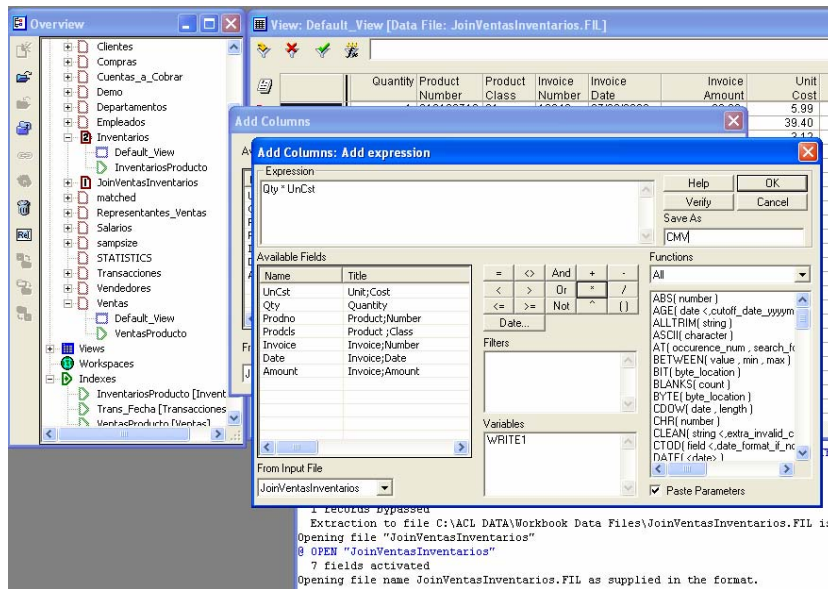 Overview
Clientes
Compras
Cuentas_a_Cobrar
Demo
Departamentos
Empleados
Inventarios
Default_View
InventariosProducto
JoinVentasInventarios
matched
Representantes_Ventas
Salarios
sampsize
STATISTICS
Transacciones
Vendedores
Ventas
Default_View
VentasProducto
Views
Workspaces
Indexes
InventariosProducto [Invent
Trans_Fecha [Transacciones
VentasProducto [Ventas]
Rel
View: Default_View [Data File: JoinVentasInventarios.FIL]
Quantity Product Product Invoice Invoice Invoice Unit
Number Class Number Date Amount Cost
5.99
39.40
Add Columns
Add Columns: Add expression
Expression
Qty * UnCst
Help OK
Verify Cancel
Save As
CMV
Available Fields
Name Title
UnCst Unit;Cost
Qty Quantity
Prodno Product;Number
Prodcls Product ;Class
Invoice Invoice;Number
Date Invoice;Date
Amount Invoice;Amount
From Input File
JoinVentasInventarios
= <> And + -
< > Or * /
<= >= Not ^ ( )
Date...
Filters
Variables
WRITE1
Functions
All
ABS( number )
AGE( date <,cutoff_date_yyyym
ALLTRIM( string )
ASCII( character )
AT( occurence_num , search_fo
BETWEEN( value , min , max )
BIT( byte_location )
BLANKS( count )
BYTE( byte_location )
CDOW( date , length )
CHR( number )
CLEAN( string <,extra_invalid_c
CTOD( field <,date_format_if_no
DATE( <date> )
Paste Parameters
1 records bypassed
Extraction to file C:\ACL DATA\Workbook Data Files\JoinVentasInventarios.FIL is
Opening file "JoinVentasInventarios"
@ OPEN "JoinVentasInventarios"
7 fields activated
Opening file name JoinVentasInventarios.FIL as supplied in the format.